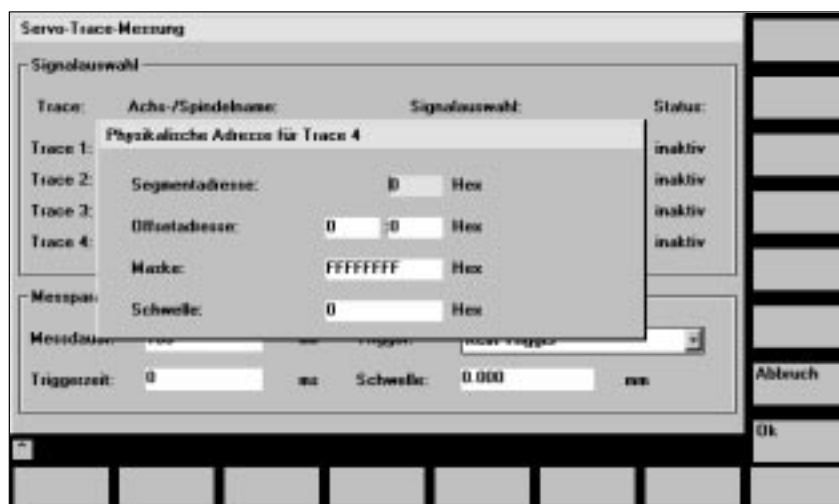 Servo-Trace-Messung
Signalauswahl
Trace: Achs-/Spindelname: Signalauswahl: Status:
Physikalische Adresse für Trace 4
Trace 1: inaktiv
Trace 2: inaktiv
Trace 3: inaktiv
Trace 4: inaktiv
Segmentadresse: 0 Hex
Offsetadresse: 0 :0 Hex
Maske: FFFFFFFF Hex
Schwelle: 0 Hex
Messpar
Messdauer:
Triggerzeit: 0 ms Schwelle: 0.000 mm
Abbruch
Ok